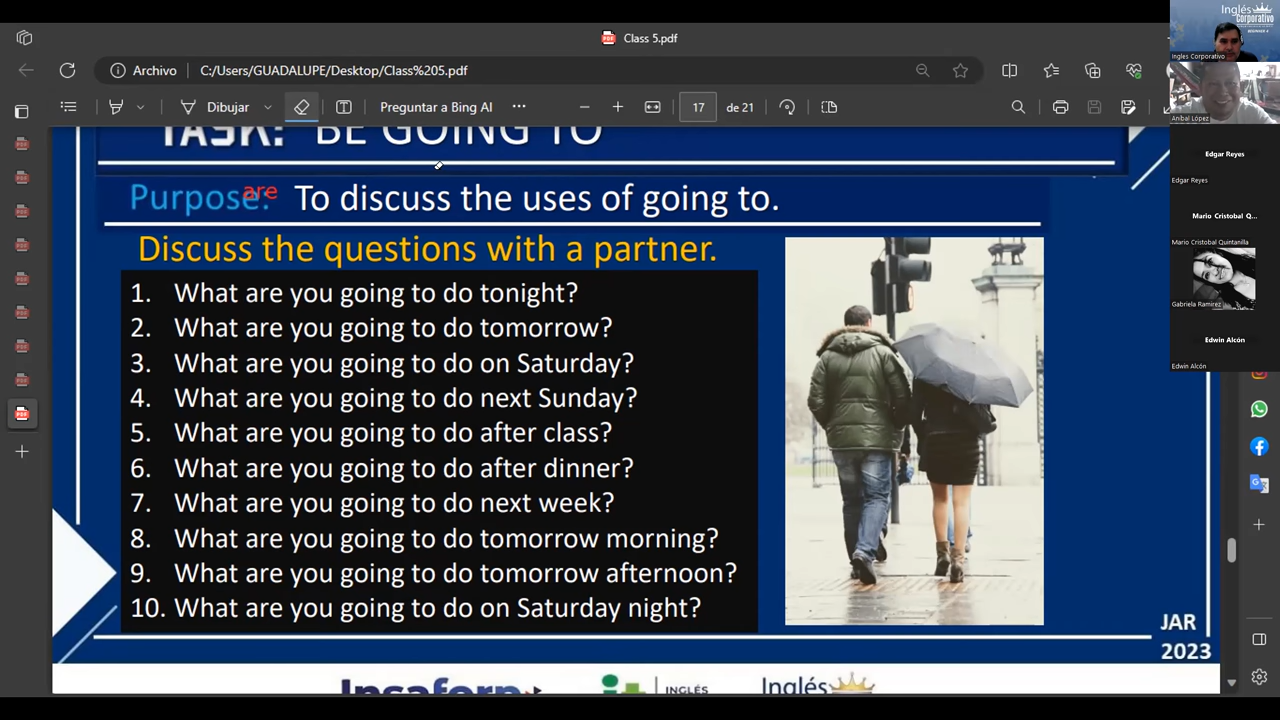 Class 5.pdf
Archivo
C:/Users/GUADALUPE/Desktop/Class%205.pdf
Dibujar
Preguntar a Bing AI
17
de 21
TASK: BE GOING TO
Purpose: To discuss the uses of going to.
are
Discuss the questions with a partner.
1. What are you going to do tonight?
2. What are you going to do tomorrow?
3. What are you going to do on Saturday?
4. What are you going to do next Sunday?
5. What are you going to do after class?
6. What are you going to do after dinner?
7. What are you going to do next week?
8. What are you going to do tomorrow morning?
9. What are you going to do tomorrow afternoon?
10. What are you going to do on Saturday night?
JAR
2023
Insaforp
INGLÉS
Inglés
Inglés
Corporativo
Ingles Corporativo
Anibal López
Edgar Reyes
Edgar Reyes
Mario Cristobal Q...
Mario Cristobal Quintanilla
Gabriela Ramirez
Edwin Alcón
Edwin Alcón